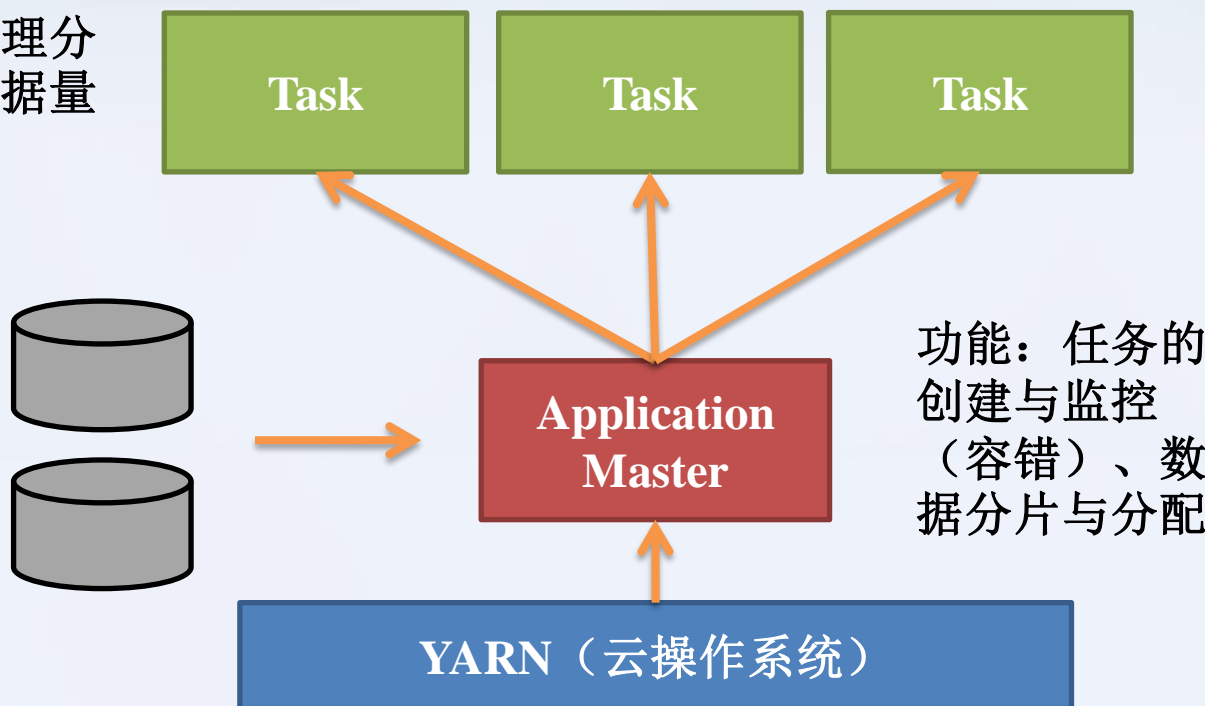 理分
据量
Task
Task
Task
功能：任务的
创建与监控
（容错）、数
据分片与分配
Application
Master
YARN（云操作系统）